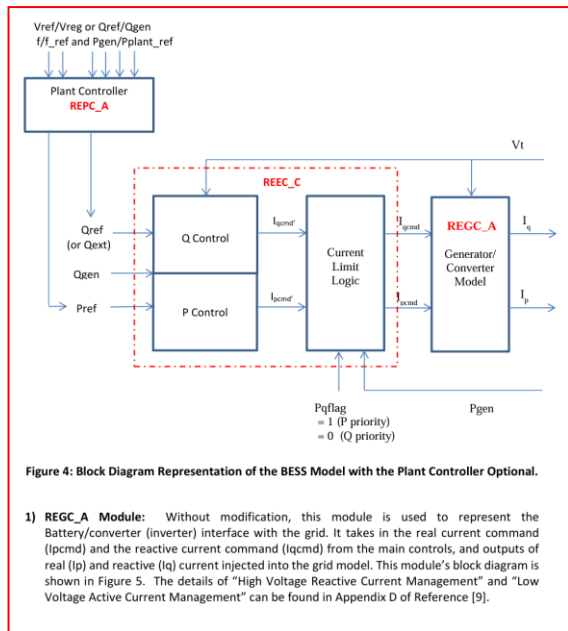 Vref/Vreg or Qref/Qgen
f/f_ref and Pgen/Pplant_ref
Plant Controller
REPC_A
Vt
REEC_C
Qref
(or Qext)
Q Control
Iqcmd'
Current
Limit
Logic
Iqcmd
REGC_A
Generator/
Converter
Model
Iq
Qgen
Pref
P Control
Ipcmd'
Ipcmd
Ip
Pqflag
= 1 (P priority)
= 0 (Q priority)
Pgen
Figure 4: Block Diagram Representation of the BESS Model with the Plant Controller Optional.
1) REGC_A Module: Without modification, this module is used to represent the
Battery/converter (inverter) interface with the grid. It takes in the real current command
(Ipcmd) and the reactive current command (Iqcmd) from the main controls, and outputs of
real (Ip) and reactive (Iq) current injected into the grid model. This module's block diagram is
shown in Figure 5. The details of "High Voltage Reactive Current Management" and "Low
Voltage Active Current Management" can be found in Appendix D of Reference [9].